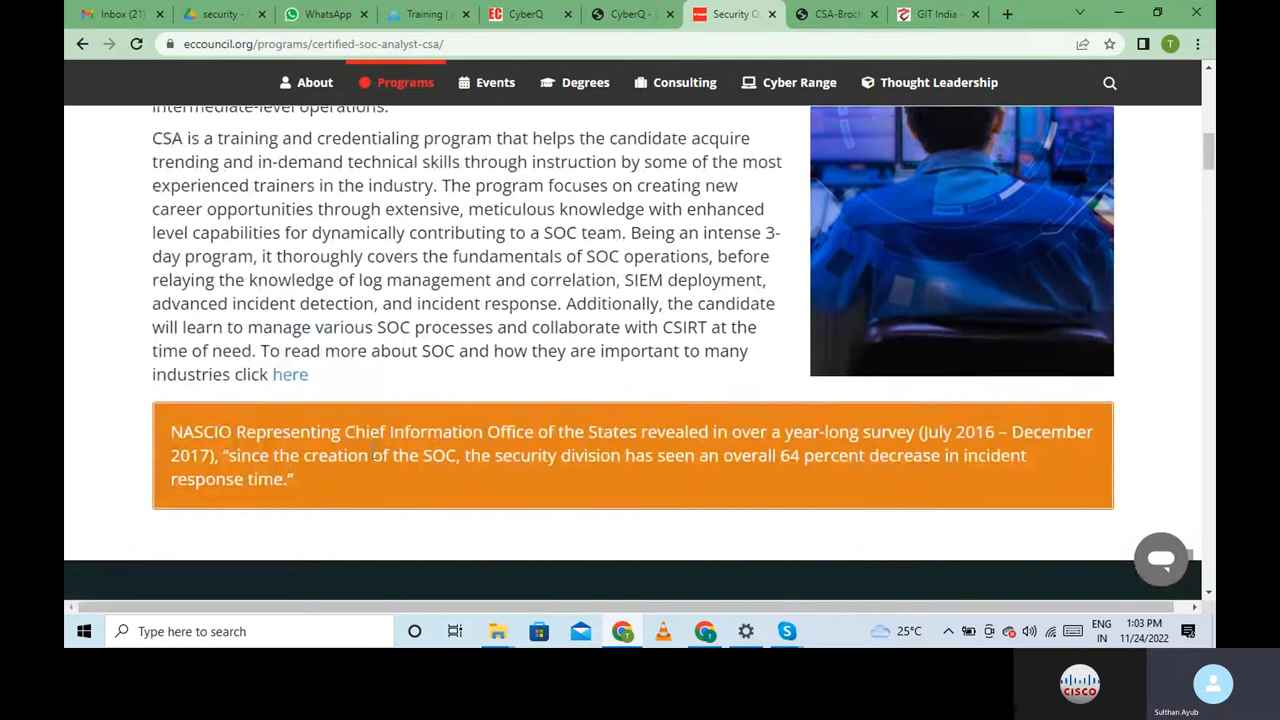 Inbox (21)
security -
WhatsApp
Training |
EC
CyberQ
CyberQ -
Security O
CSA-Broch
GIT India -
eccouncil.org/programs/certified-soc-analyst-csa/
T
About
Programs
Events
Degrees
Consulting
Cyber Range
Thought Leadership
intermediate-level operations.
CSA is a training and credentialing program that helps the candidate acquire
trending and in-demand technical skills through instruction by some of the most
experienced trainers in the industry. The program focuses on creating new
career opportunities through extensive, meticulous knowledge with enhanced
level capabilities for dynamically contributing to a SOC team. Being an intense 3-
day program, it thoroughly covers the fundamentals of SOC operations, before
relaying the knowledge of log management and correlation, SIEM deployment,
advanced incident detection, and incident response. Additionally, the candidate
will learn to manage various SOC processes and collaborate with CSIRT at the
time of need. To read more about SOC and how they are important to many
industries click here
NASCIO Representing Chief Information Office of the States revealed in over a year-long survey (July 2016 – December
2017), “since the creation of the SOC, the security division has seen an overall 64 percent decrease in incident
response time.”
Type here to search
25°C
ENG
IN
1:03 PM
11/24/2022
CISCO
Sulthan Ayub